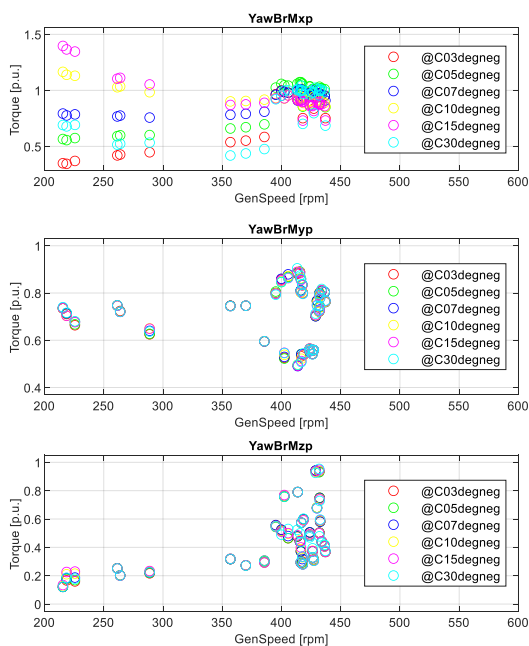 YawBrMxp
1.5
1
0.5
Torque [p.u.]
@C03degneg
@C05degneg
@C07degneg
@C10degneg
@C15degneg
@C30degneg
200 250 300 350 400 450 500 550 600
GenSpeed [rpm]
YawBrMyp
1
0.8
0.6
0.4
Torque [p.u.]
@C03degneg
@C05degneg
@C07degneg
@C10degneg
@C15degneg
@C30degneg
200 250 300 350 400 450 500 550 600
GenSpeed [rpm]
YawBrMzp
1
0.8
0.6
0.4
0.2
0
Torque [p.u.]
@C03degneg
@C05degneg
@C07degneg
@C10degneg
@C15degneg
@C30degneg
200 250 300 350 400 450 500 550 600
GenSpeed [rpm]